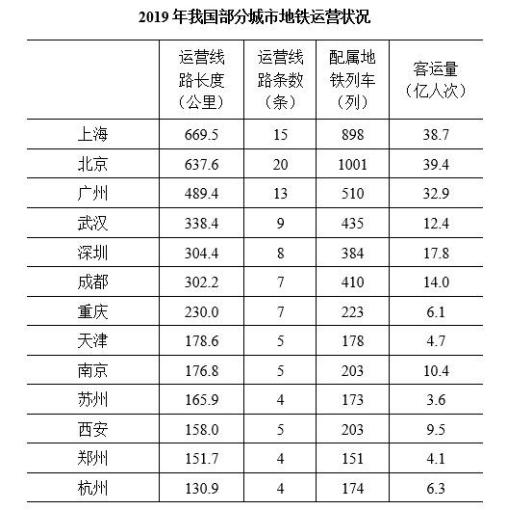 2019 年我国部分城市地铁运营状况
运营线路长度（公里） 运营线路条数（条） 配属地铁列车（列） 客运量（亿人次）
上海 669.5 15 898 38.7
北京 637.6 20 1001 39.4
广州 489.4 13 510 32.9
武汉 338.4 9 435 12.4
深圳 304.4 8 384 17.8
成都 302.2 7 410 14.0
重庆 230.0 7 223 6.1
天津 178.6 5 178 4.7
南京 176.8 5 203 10.4
苏州 165.9 4 173 3.6
西安 158.0 5 203 9.5
郑州 151.7 4 151 4.1
杭州 130.9 4 174 6.3